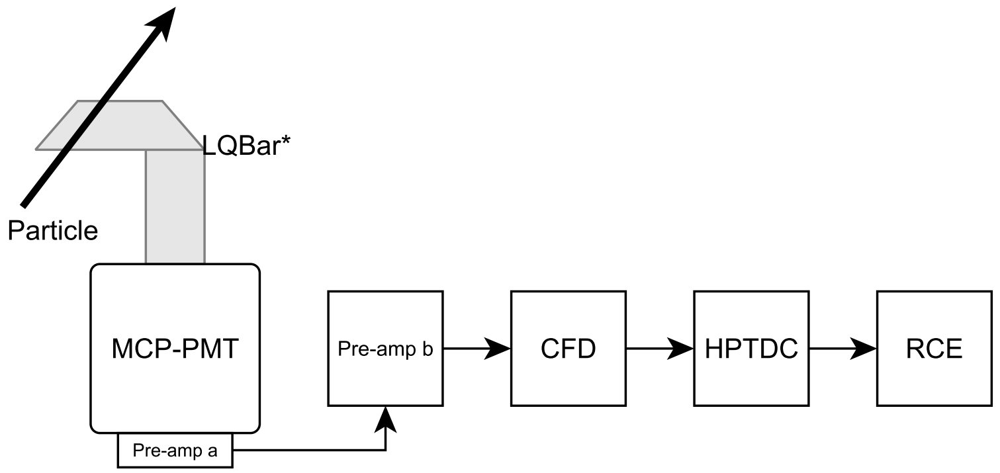 LQBar*
Particle
MCP-PMT
Pre-amp a
Pre-amp b
CFD
HPTDC
RCE